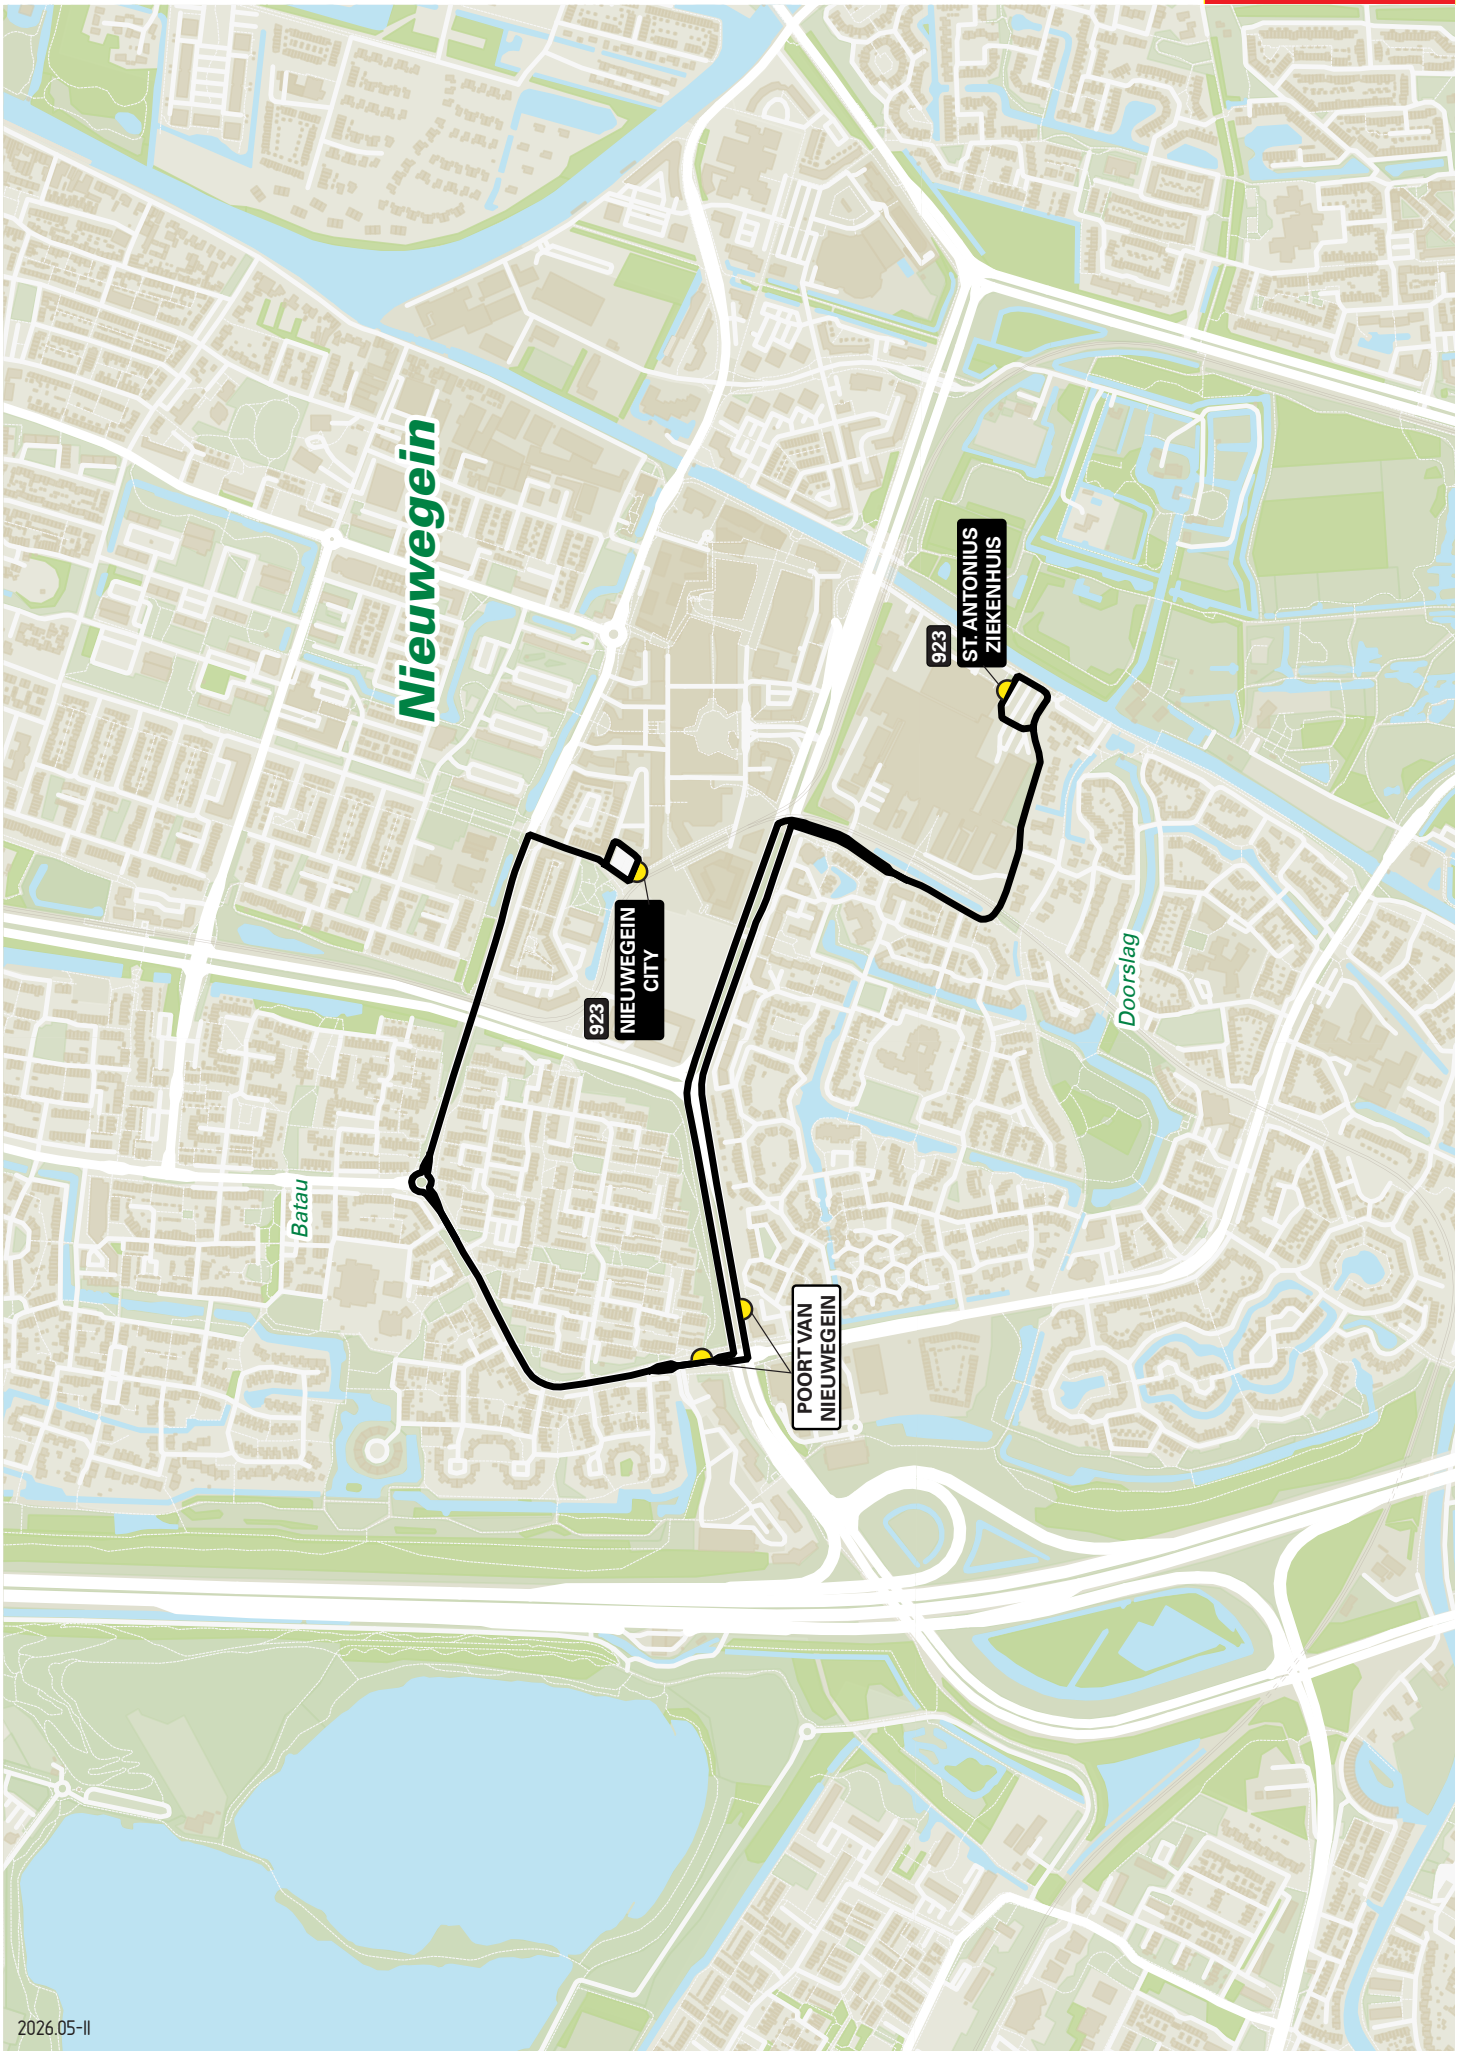 Nieuwegein
923
ST. ANTONIUS
ZIEKENHUIS
923
NIEUWEGEIN
CITY
Doorslag
Batau
POORT VAN
NIEUWEGEIN
2026.05-II